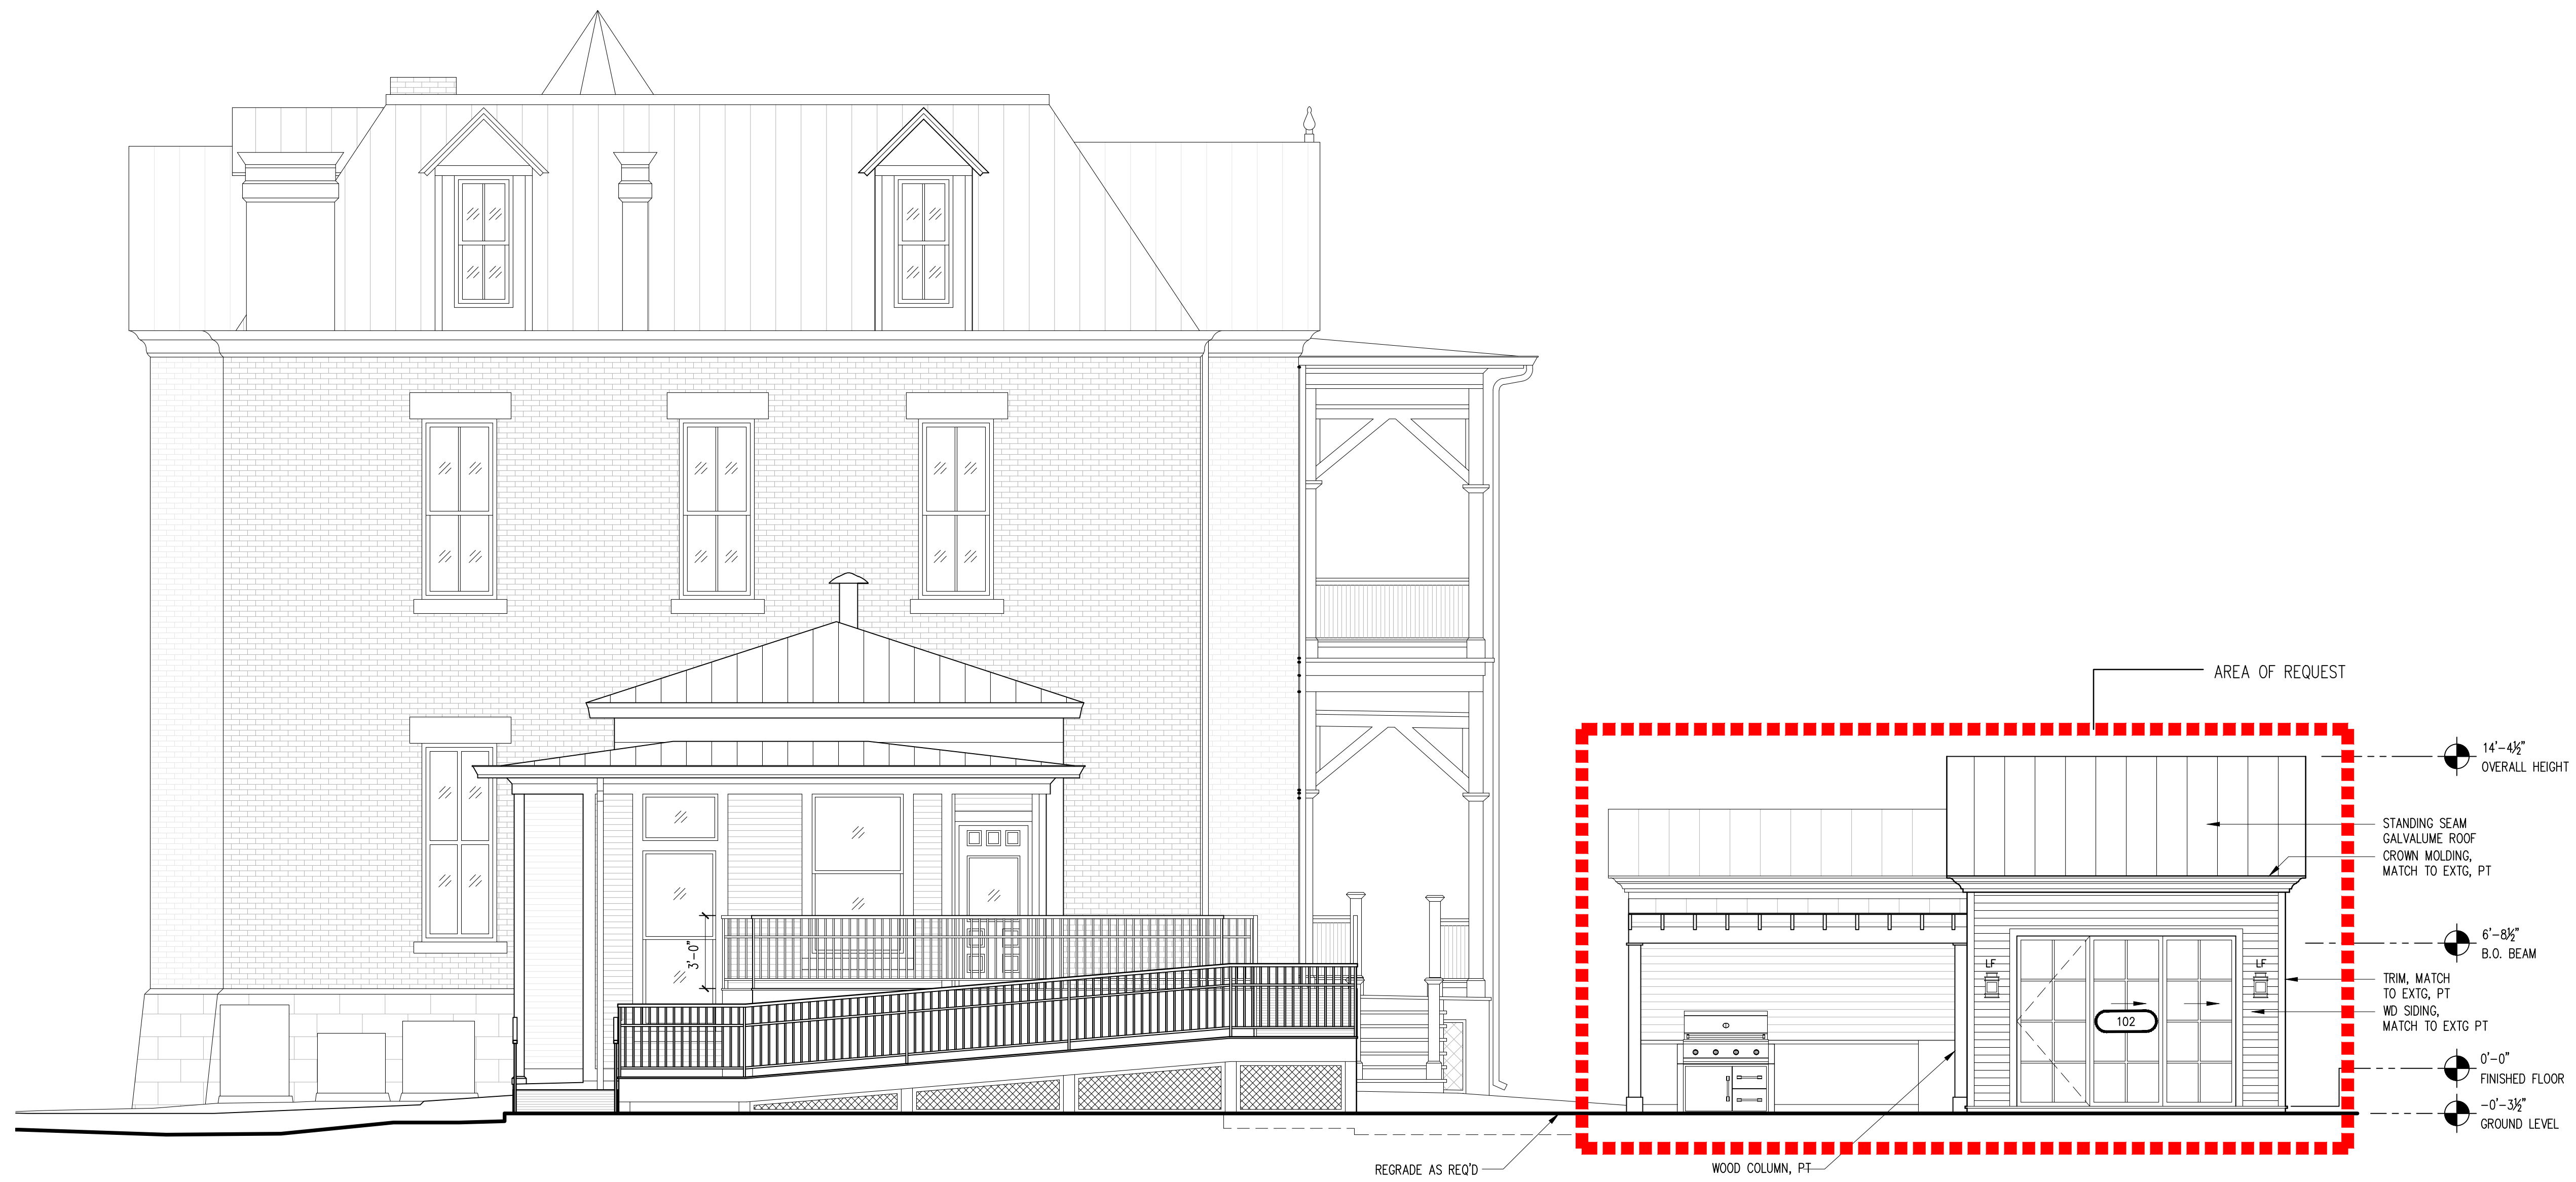 AREA OF REQUEST
14'-4½"
OVERALL HEIGHT
STANDING SEAM
GALVALUME ROOF
CROWN MOLDING,
MATCH TO EXTG, PT
6'-8½"
B.O. BEAM
3'-0"
LF
LF
TRIM, MATCH
TO EXTG, PT
WD SIDING,
MATCH TO EXTG PT
102
0'-0"
FINISHED FLOOR
-0'-3½"
GROUND LEVEL
REGRADE AS REQ'D
WOOD COLUMN, PT